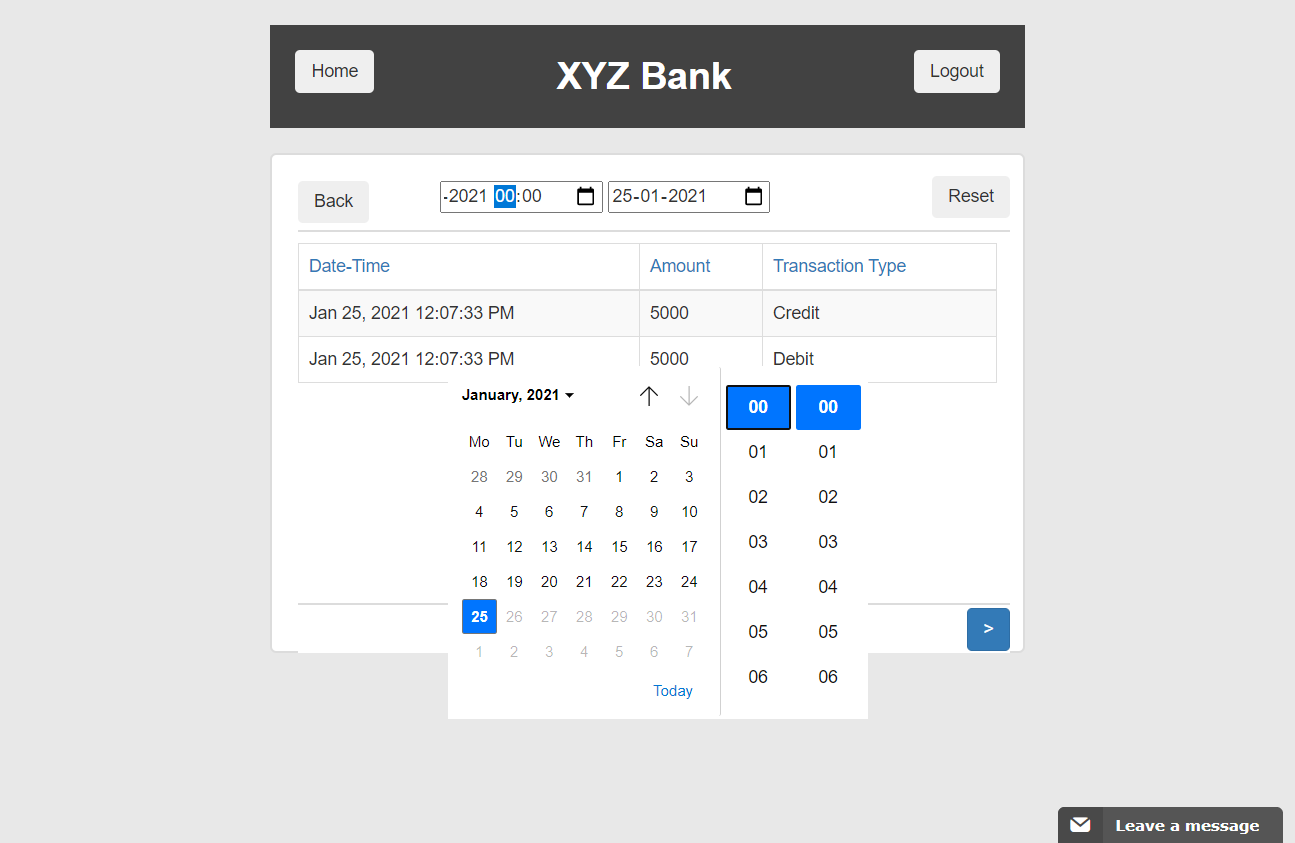 Home
XYZ Bank
Logout
Back
-2021 00:00
25-01-2021
Reset
Date-Time Amount Transaction Type
Jan 25, 2021 12:07:33 PM 5000 Credit
Jan 25, 2021 12:07:33 PM 5000 Debit
January, 2021
Mo Tu We Th Fr Sa Su
28 29 30 31 1 2 3
4 5 6 7 8 9 10
11 12 13 14 15 16 17
18 19 20 21 22 23 24
25 26 27 28 29 30 31
1 2 3 4 5 6 7
Today
00 00
01 01
02 02
03 03
04 04
05 05
06 06
>
Leave a message